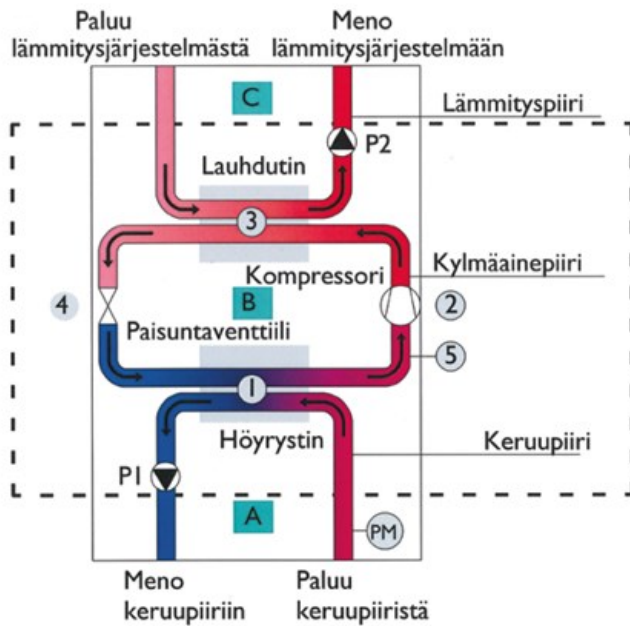 Paluu
lämmitysjärjestelmästä
Meno
lämmitysjärjestelmään
C
Lämmityspiiri
P2
Lauhdutin
3
Kompressori
Kylmäainepiiri
4
B
2
Paisuntaventtiili
5
1
Höyrystin
Keruupiiri
P1
A
PM
Meno
keruupiiriin
Paluu
keruupiiristä